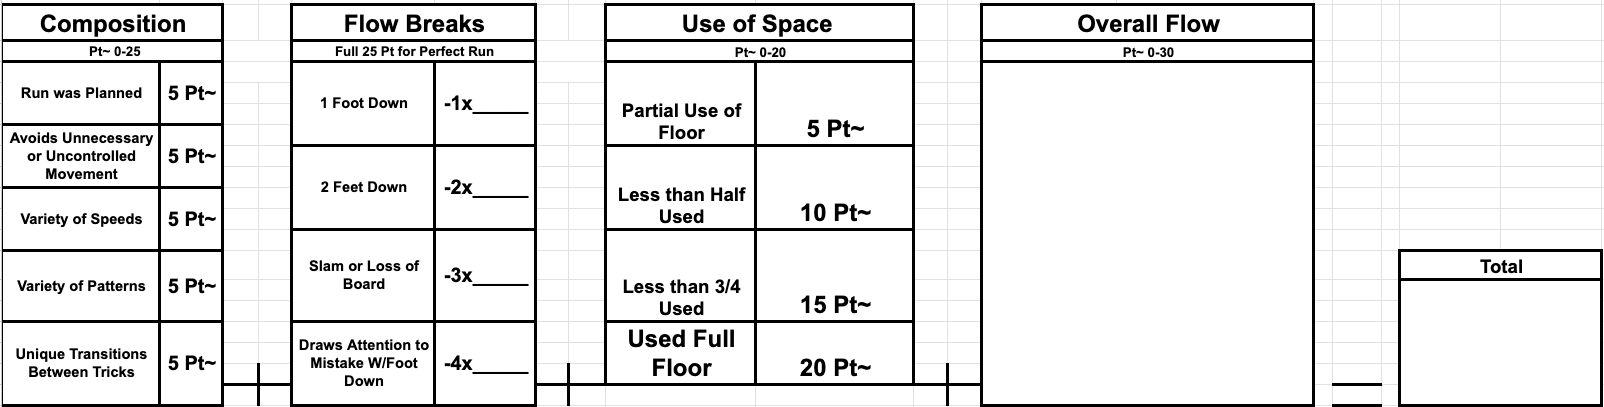 Composition
Pt~ 0-25
Run was Planned
5 Pt~
Avoids Unnecessary
or Uncontrolled
Movement
5 Pt~
Variety of Speeds
5 Pt~
Variety of Patterns
5 Pt~
Unique Transitions
Between Tricks
5 Pt~
Flow Breaks
Full 25 Pt for Perfect Run
1 Foot Down
-1x_____
2 Feet Down
-2x_____
Slam or Loss of
Board
-3x_____
Draws Attention to
Mistake W/Foot
Down
-4x_____
Use of Space
Pt~ 0-20
Partial Use of
Floor
5 Pt~
Less than Half
Used
10 Pt~
Less than 3/4
Used
15 Pt~
Used Full
Floor
20 Pt~
Overall Flow
Pt~ 0-30
Total